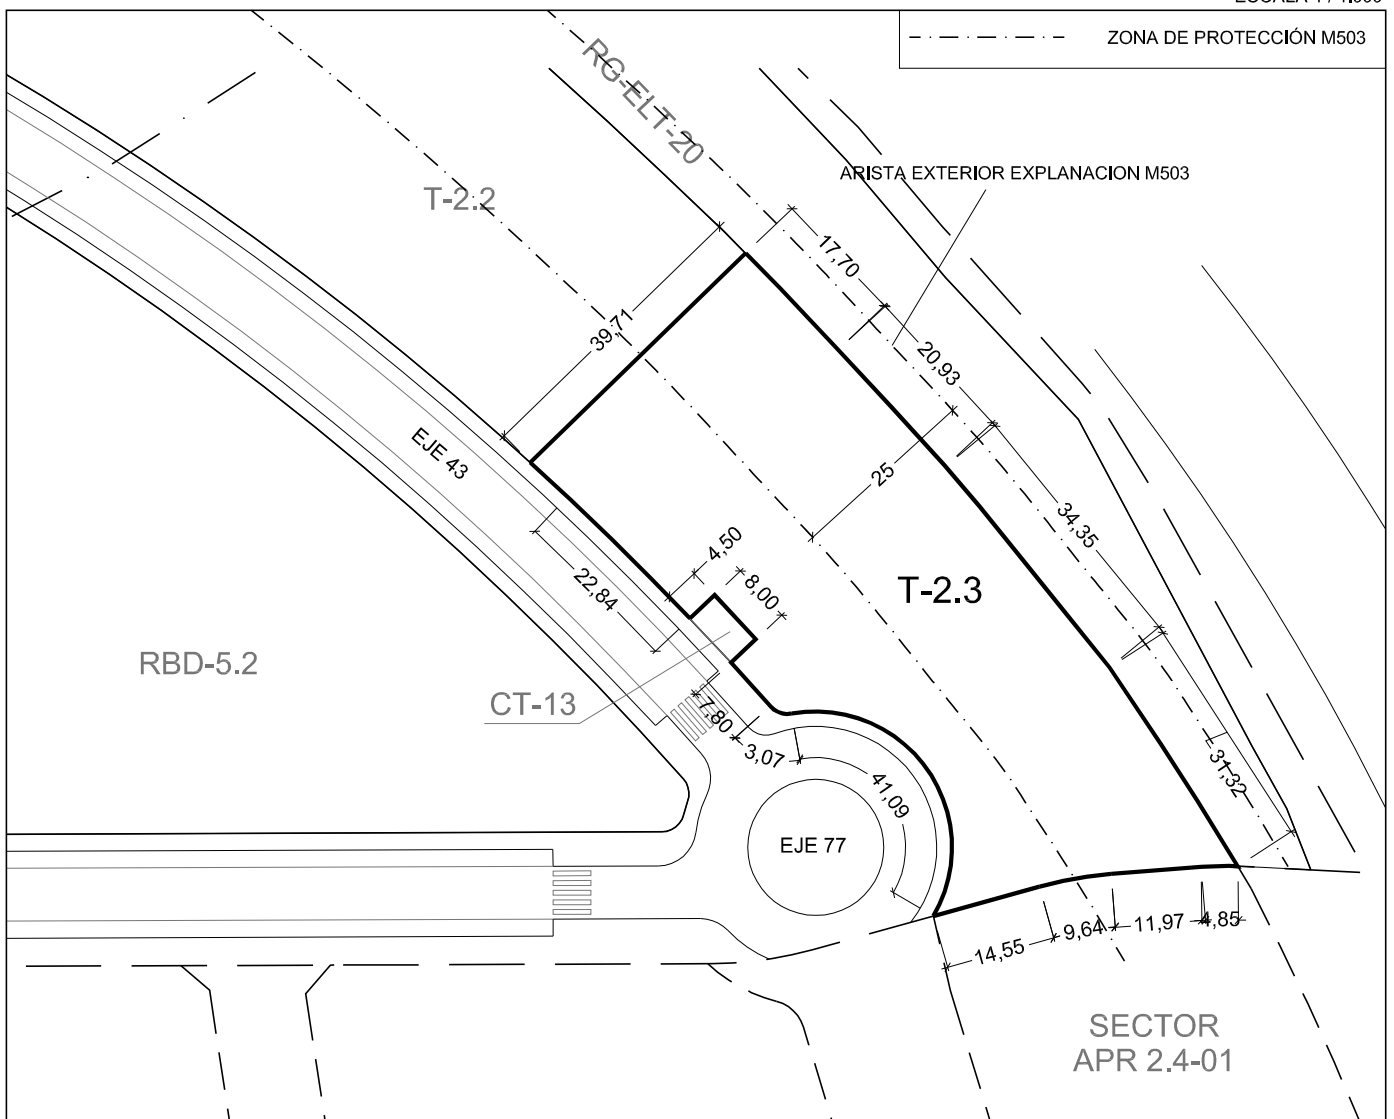 ZONA DE PROTECCIÓN M503
RG-ELT-20
ARISTA EXTERIOR EXPLANACION M503
T-2.2
17,70
39,71
20,93
EJE 43
25
34,35
4,50
8,00
22,84
T-2.3
RBD-5.2
CT-13
7,80
3,07
31,32
41,09
EJE 77
14,55
9,64
11,97
4,85
SECTOR
APR 2.4-01